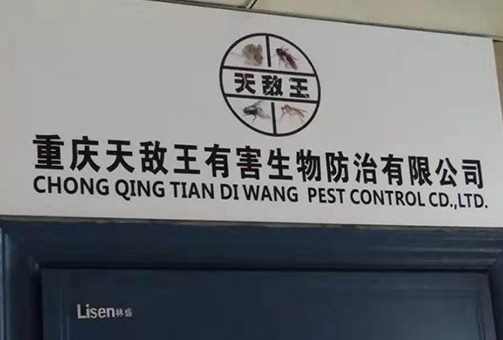 天敌王
重庆天敌王有害生物防治有限公司
CHONG QING TIAN DI WANG PEST CONTROL CD.,LTD.
Lisen林盛